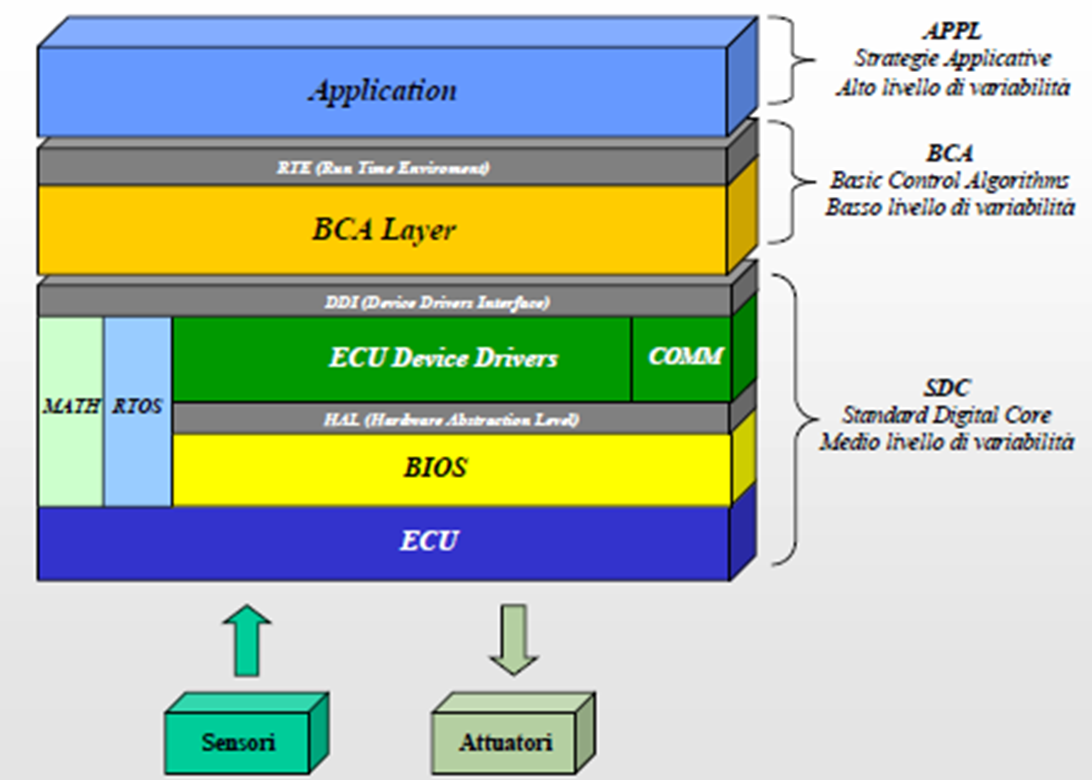 Application
APPL
Strategie Applicative
Alto livello di variabilità
RTE (Run Time Enviroment)
BCA Layer
BCA
Basic Control Algorithms
Basso livello di variabilità
DDI (Device Drivers Interface)
MATH
RTOS
ECU Device Drivers
COMM
HAL (Hardware Abstraction Level)
BIOS
ECU
SDC
Standard Digital Core
Medio livello di variabilità
Sensori
Attuatori